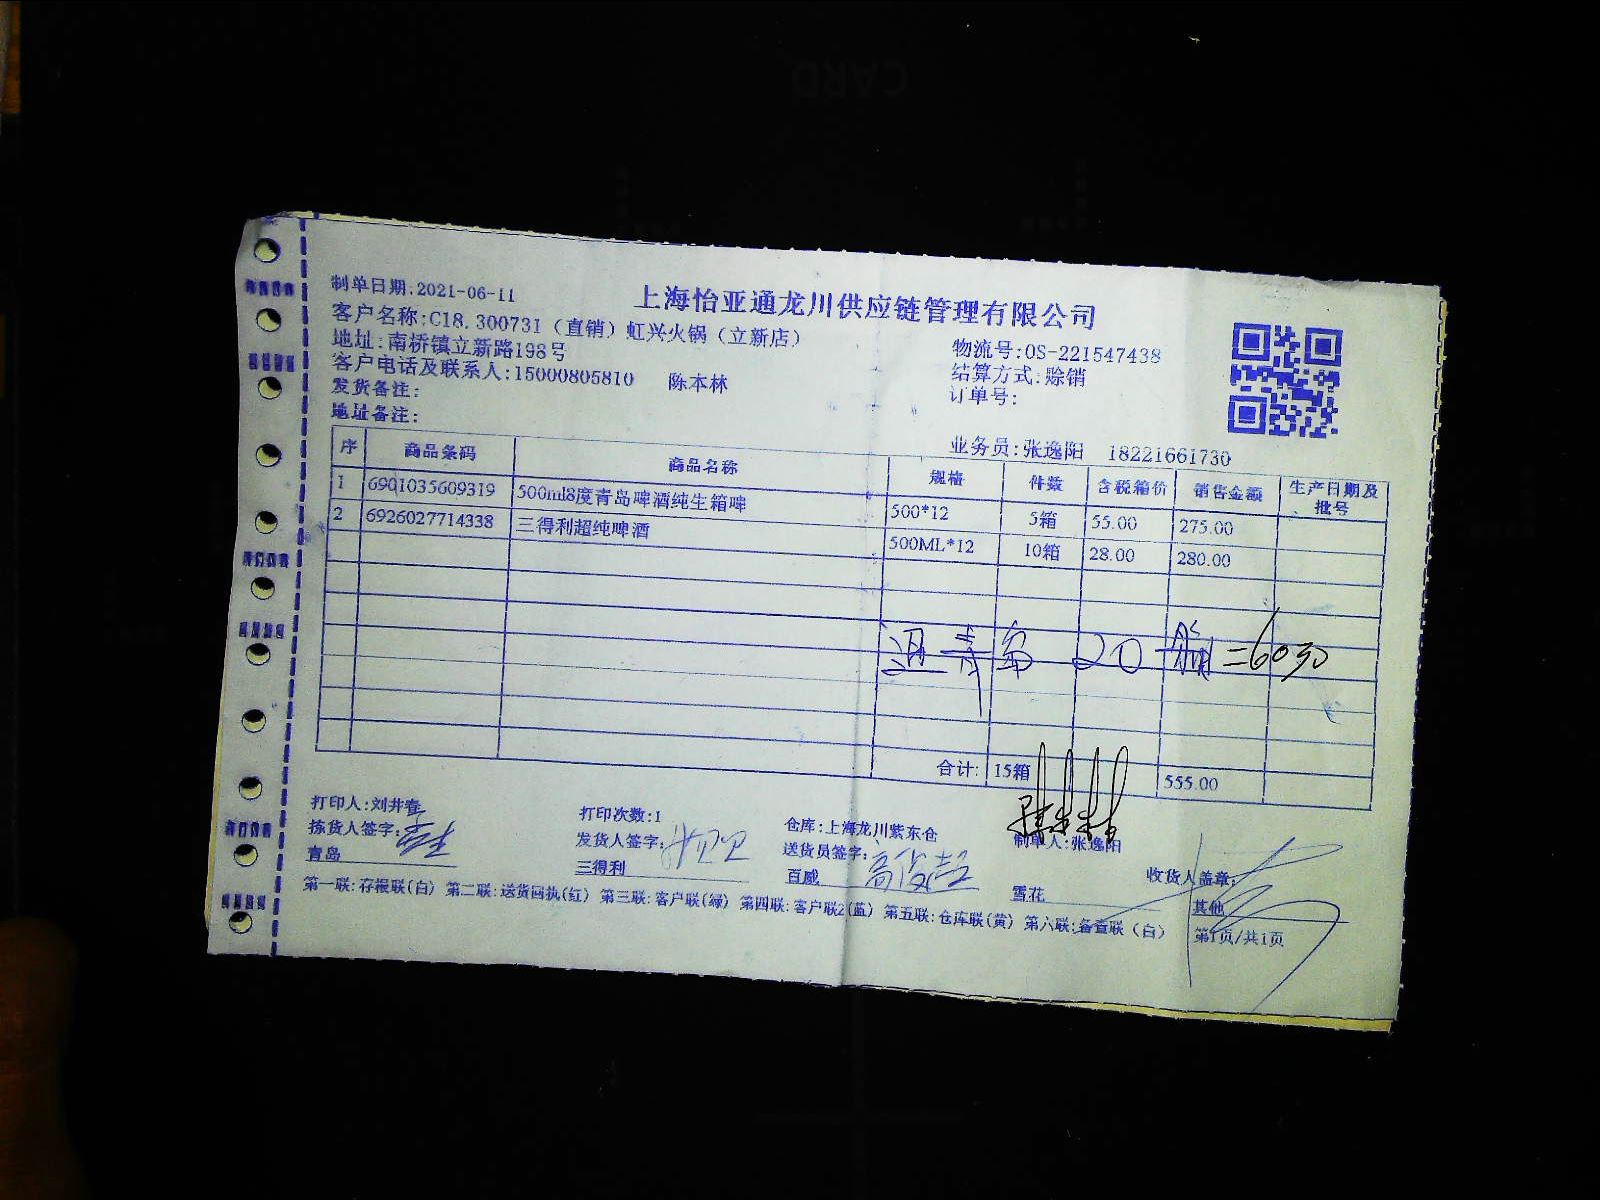 CARD
制单日期:2021-06-11
上海怡亚通龙川供应链管理有限公司
客户名称:C18.300731（直销）虹兴火锅（立新店）
地址:南桥镇立新路198号
物流号:OS-221547438
客户电话及联系人:15000805810 陈本林
结算方式:赊销
发货备注:
订单号:
地址备注:
业务员:张逸阳 18221661730
序 商品条码 商品名称 规格 件数 含税箱价 销售金额 生产日期及批号
1 6901035609319 500ml8度青岛啤酒纯生箱啤 500*12 5箱 55.00 275.00
2 6926027714338 三得利超纯啤酒 500ML*12 10箱 28.00 280.00
退青岛 20 箱
合计: 15箱 555.00
打印人:刘井奎 打印次数:1 仓库:上海龙川紫东仓 制单人:张逸阳
拣货人签字: 发货人签字: 送货员签字: 收货人盖章:
青岛 三得利 百威 雪花 其他
第一联:存根联(白) 第二联:送货回执(红) 第三联:客户联(绿) 第四联:客户联2(蓝) 第五联:仓库联(黄) 第六联:备查联（白） 第1页/共1页